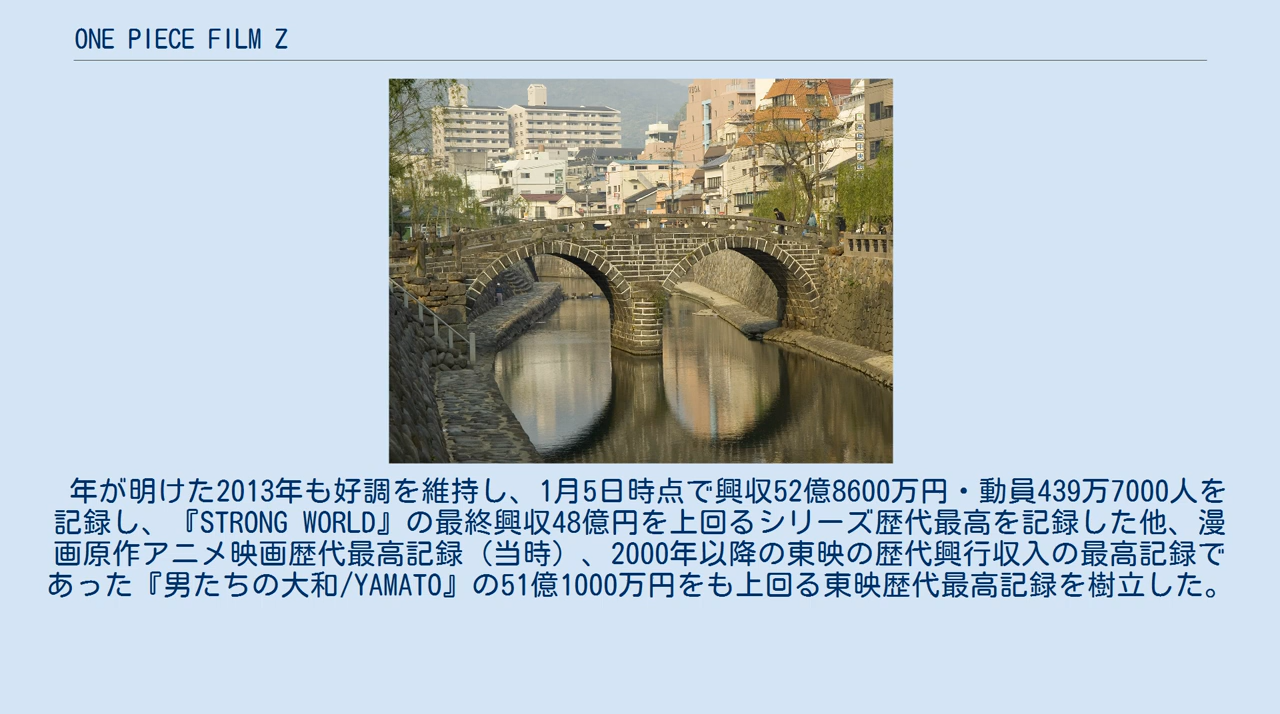 ONE PIECE FILM Z
年が明けた2013年も好調を維持し、1月5日時点で興収52億8600万円・動員439万7000人を
記録し、『STRONG WORLD』の最終興収48億円を上回るシリーズ歴代最高を記録した他、漫
画原作アニメ映画歴代最高記録（当時）、2000年以降の東映の歴代興行収入の最高記録で
あった『男たちの大和/YAMATO』の51億1000万円をも上回る東映歴代最高記録を樹立した。